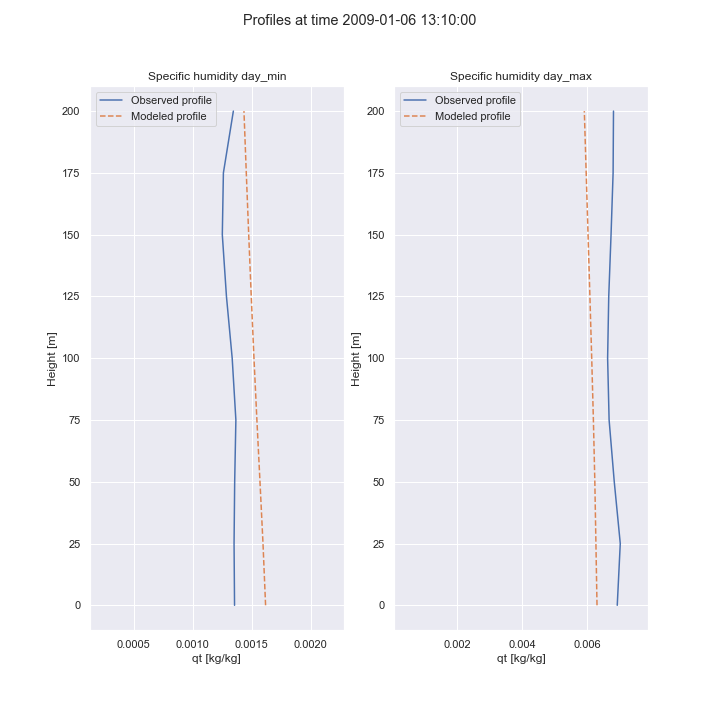 Profiles at time 2009-01-06 13:10:00
Specific humidity day_min
Observed profile
Modeled profile
200
175
150
125
100
75
50
25
0
Height [m]
0.0005 0.0010 0.0015 0.0020
qt [kg/kg]
Specific humidity day_max
Observed profile
Modeled profile
200
175
150
125
100
75
50
25
0
Height [m]
0.002 0.004 0.006
qt [kg/kg]